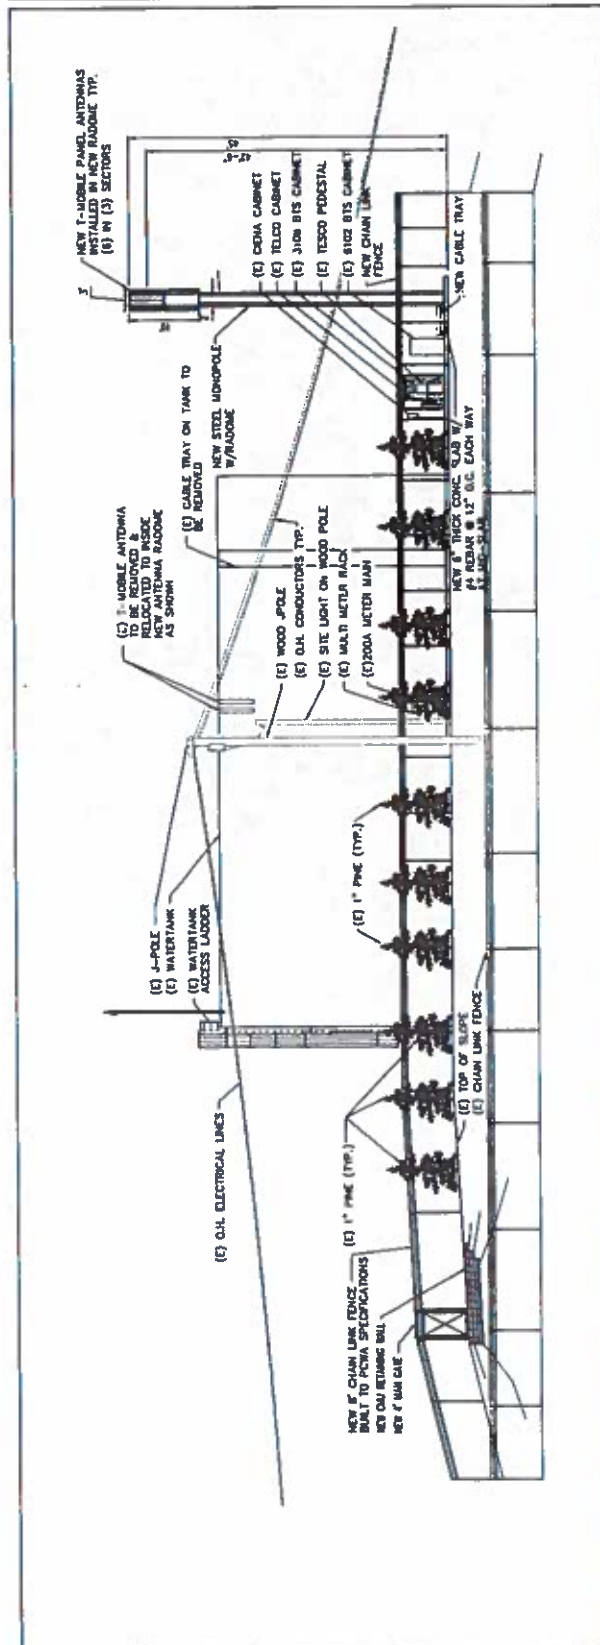 NEW T-MOBILE PANEL ANTENNAS
INSTALLED IN NEW RADOME TYP.
(6) IN (3) SECTORS
(E) CIENA CABINET
(E) TELCO CABINET
(E) 3106 BTS CABINET
(E) TESCO PEDESTAL
(E) 6102 BTS CABINET
NEW CHAIN LINK
FENCE
NEW CABLE TRAY
NEW STEEL MONOPOLE
W/RADOME
(E) CABLE TRAY ON TANK TO
BE REMOVED
NEW 6" THICK CONC. SLAB W/
#4 REBAR @ 12" O.C. EACH WAY
AT MID SLAB
(E) T-MOBILE ANTENNA
TO BE REMOVED &
RELOCATED TO INSIDE
NEW ANTENNA RADOME
AS SHOWN
(E) WOOD JPOLE
(E) O.H. CONDUCTORS TYP.
(E) SITE LIGHT ON WOOD POLE
(E) MULTI METER RACK
(E)200A METER MAIN
(E) 1" PINE (TYP.)
(E) J-POLE
(E) WATERTANK
(E) WATERTANK
ACCESS LADDER
(E) TOP OF SLOPE
(E) CHAIN LINK FENCE
(E) O.H. ELECTRICAL LINES
(E) 1" PINE (TYP.)
NEW 8' CHAIN LINK FENCE
BUILT TO PCWA SPECIFICATIONS
NEW CMU RETAINING WALL
NEW 4' MAN GATE